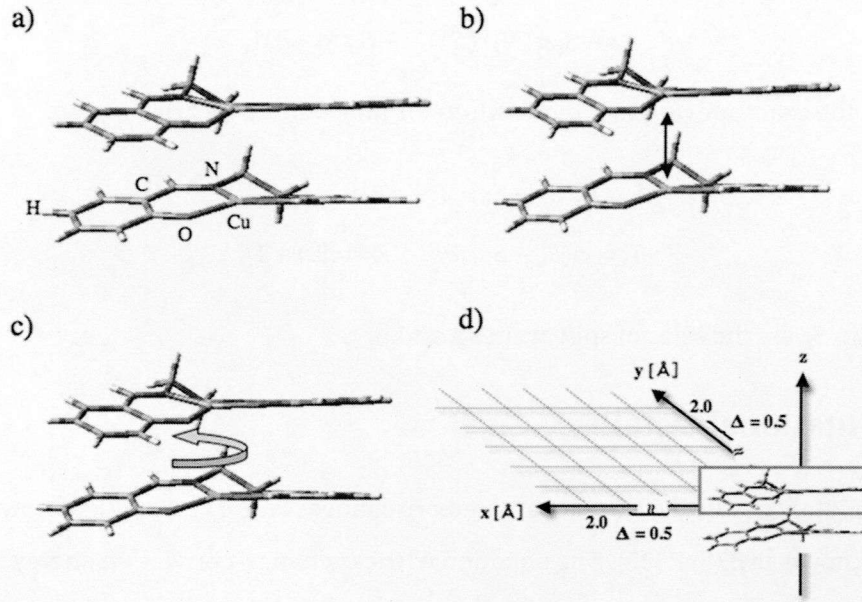 a)
b)
N
C
H
Cu
O
c)
d)
z
y [Å]
2.0
Δ = 0.5
x [Å]
2.0
Δ = 0.5